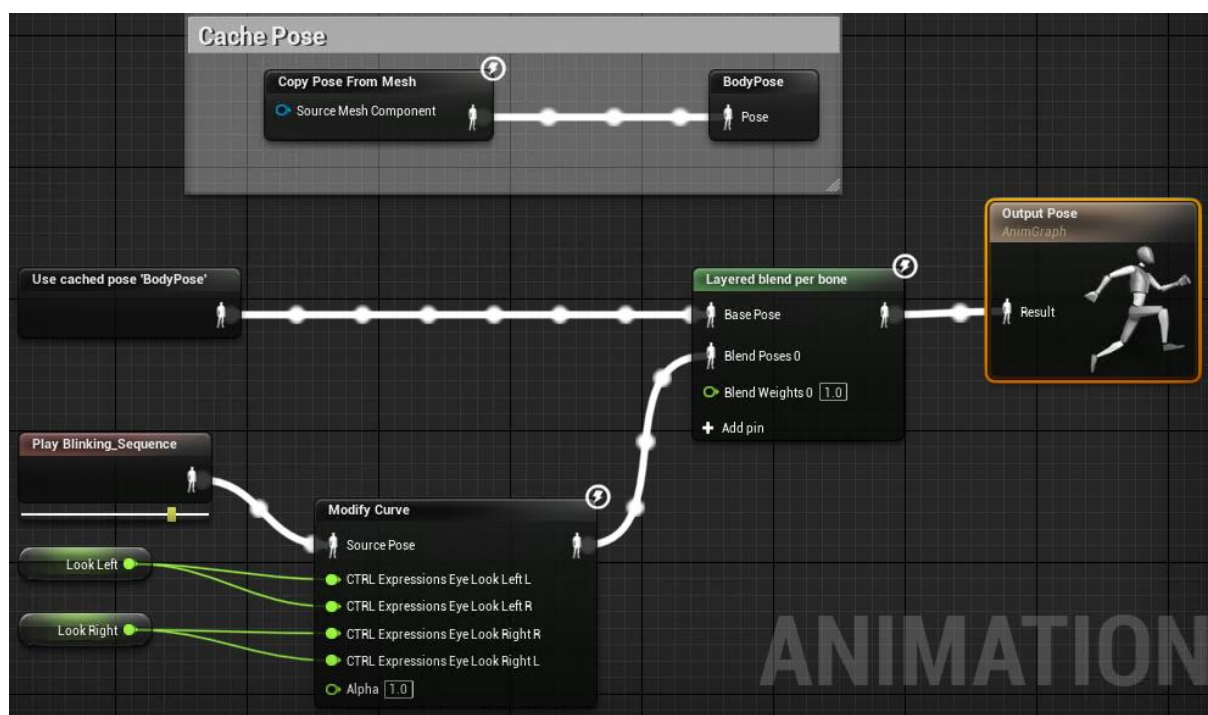 Cache Pose
Copy Pose From Mesh
Source Mesh Component
BodyPose
Pose
Output Pose
AnimGraph
Result
Use cached pose 'BodyPose'
Layered blend per bone
Base Pose
Blend Poses 0
Blend Weights 0 1.0
Add pin
Play Blinking_Sequence
Modify Curve
Source Pose
Look Left
CTRL Expressions Eye Look Left L
CTRL Expressions Eye Look Left R
Look Right
CTRL Expressions Eye Look Right R
CTRL Expressions Eye Look Right L
Alpha 1.0
ANIMATION